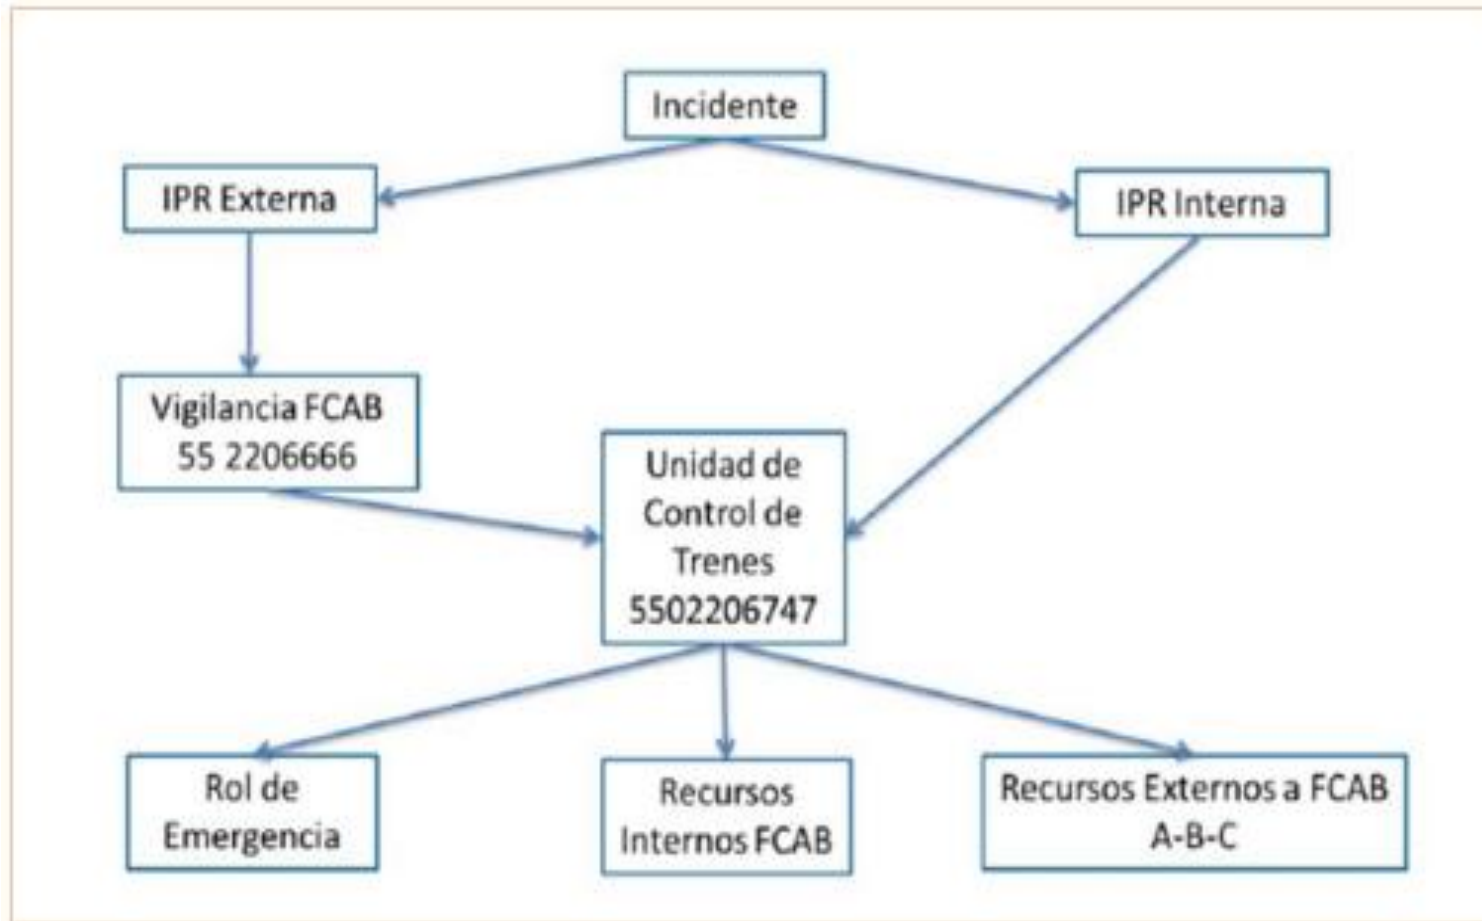 Incidente
IPR Externa
IPR Interna
Vigilancia FCAB
55 2206666
Unidad de
Control de
Trenes
5502206747
Rol de
Emergencia
Recursos
Internos FCAB
Recursos Externos a FCAB
A-B-C